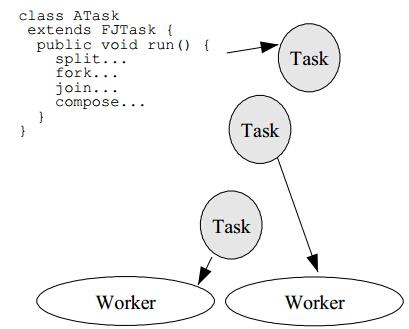 class ATask
extends FJTask {
public void run() {
split...
fork...
join...
compose...
}
}
Task
Task
Task
Worker
Worker